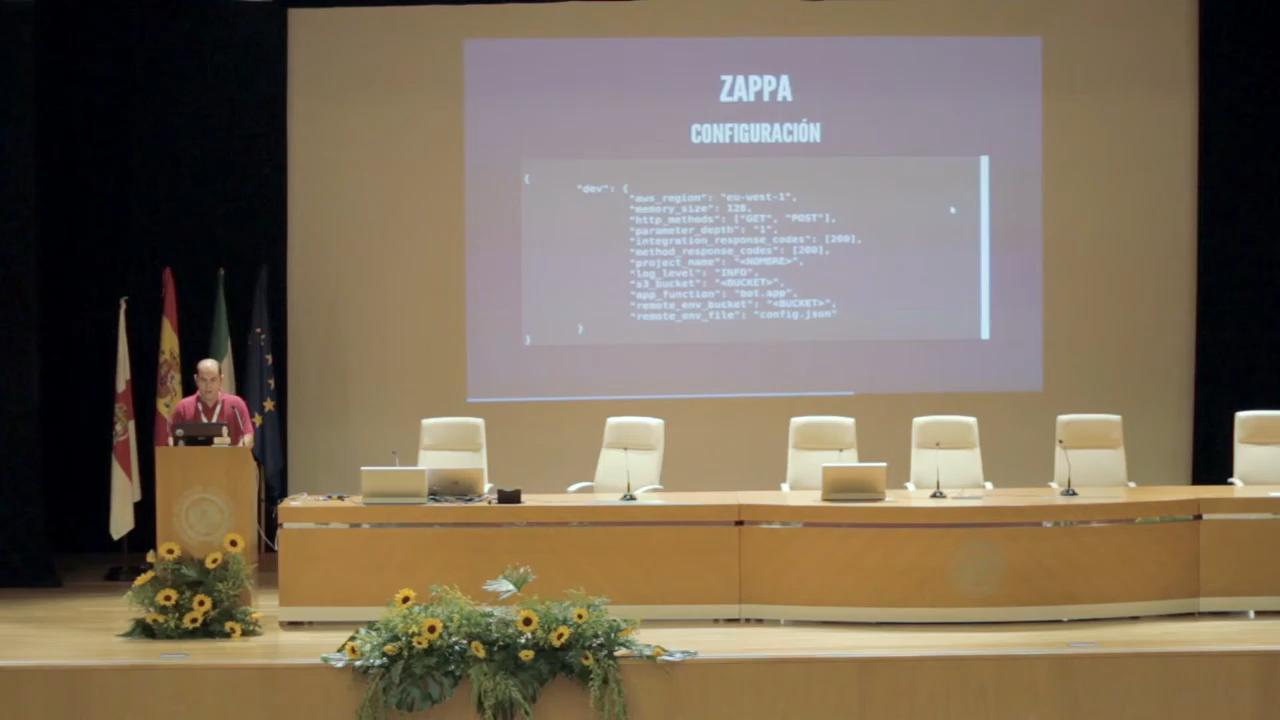 ZAPPA
CONFIGURACIÓN
{
"dev": {
"aws_region": "eu-west-1",
"memory_size": 128,
"http_methods": ["GET", "POST"],
"parameter_depth": "1",
"integration_response_codes": [200],
"method_response_codes": [200],
"project_name": "<NOMBRE>",
"log_level": "INFO",
"s3_bucket": "<BUCKET>",
"app_function": "bot.app",
"remote_env_bucket": "<BUCKET>",
"remote_env_file": "config.json"
}
}